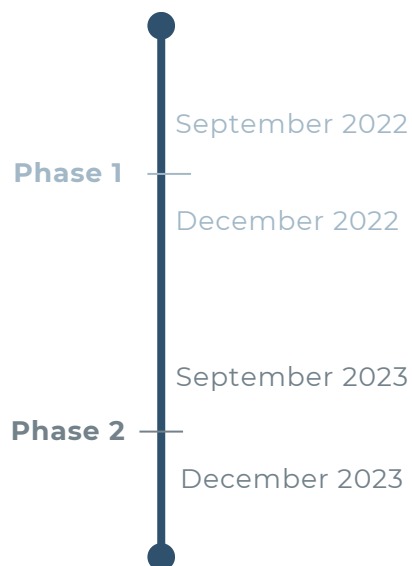 September 2022
Phase 1
December 2022
September 2023
Phase 2
December 2023